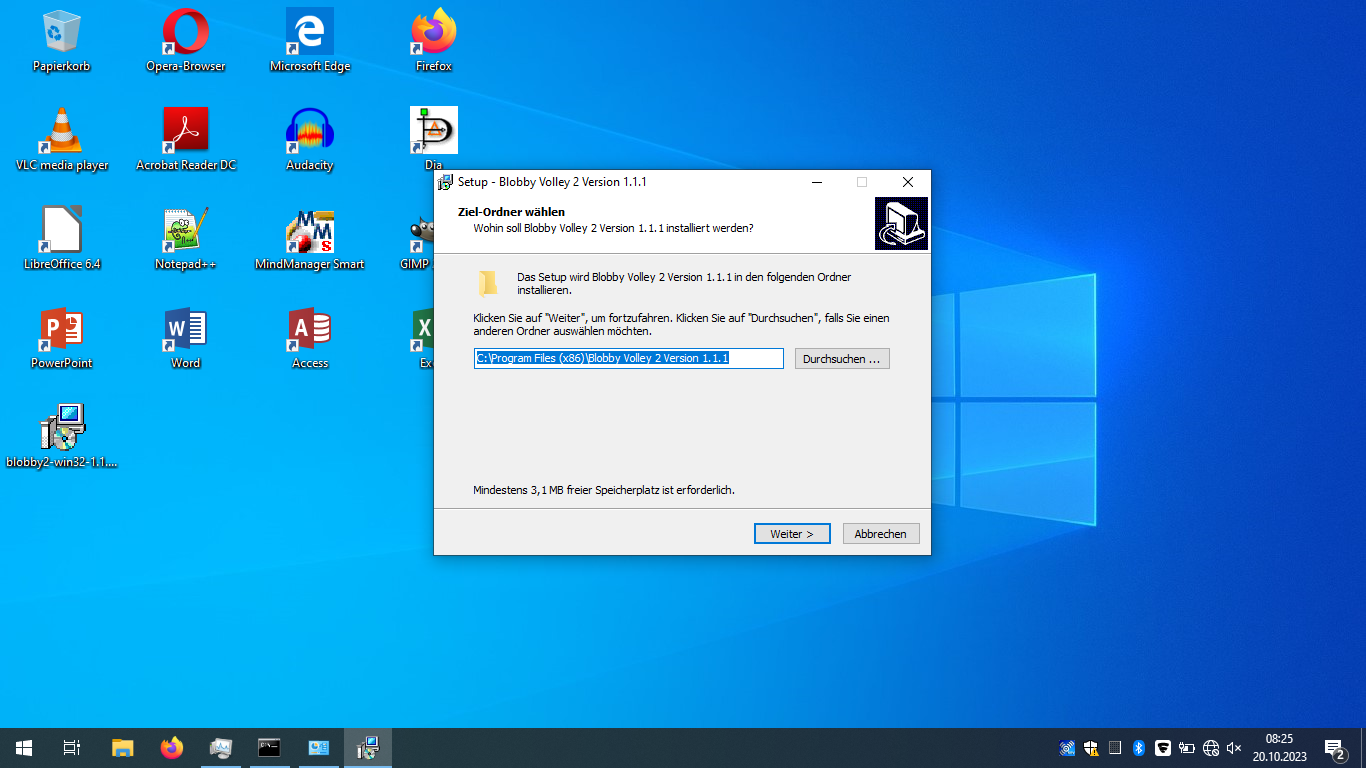 Papierkorb
Opera-Browser
Microsoft Edge
Firefox
VLC media player
Acrobat Reader DC
Audacity
Dia
LibreOffice 6.4
Notepad++
MindManager Smart
GIMP
PowerPoint
Word
Access
Ex
blobby2-win32-1.1....
Setup - Blobby Volley 2 Version 1.1.1
Ziel-Ordner wählen
Wohin soll Blobby Volley 2 Version 1.1.1 installiert werden?
Das Setup wird Blobby Volley 2 Version 1.1.1 in den folgenden Ordner
installieren.
Klicken Sie auf "Weiter", um fortzufahren. Klicken Sie auf "Durchsuchen", falls Sie einen
anderen Ordner auswählen möchten.
C:\Program Files (x86)\Blobby Volley 2 Version 1.1.1
Durchsuchen ...
Mindestens 3,1 MB freier Speicherplatz ist erforderlich.
Weiter >
Abbrechen
08:25
20.10.2023
2